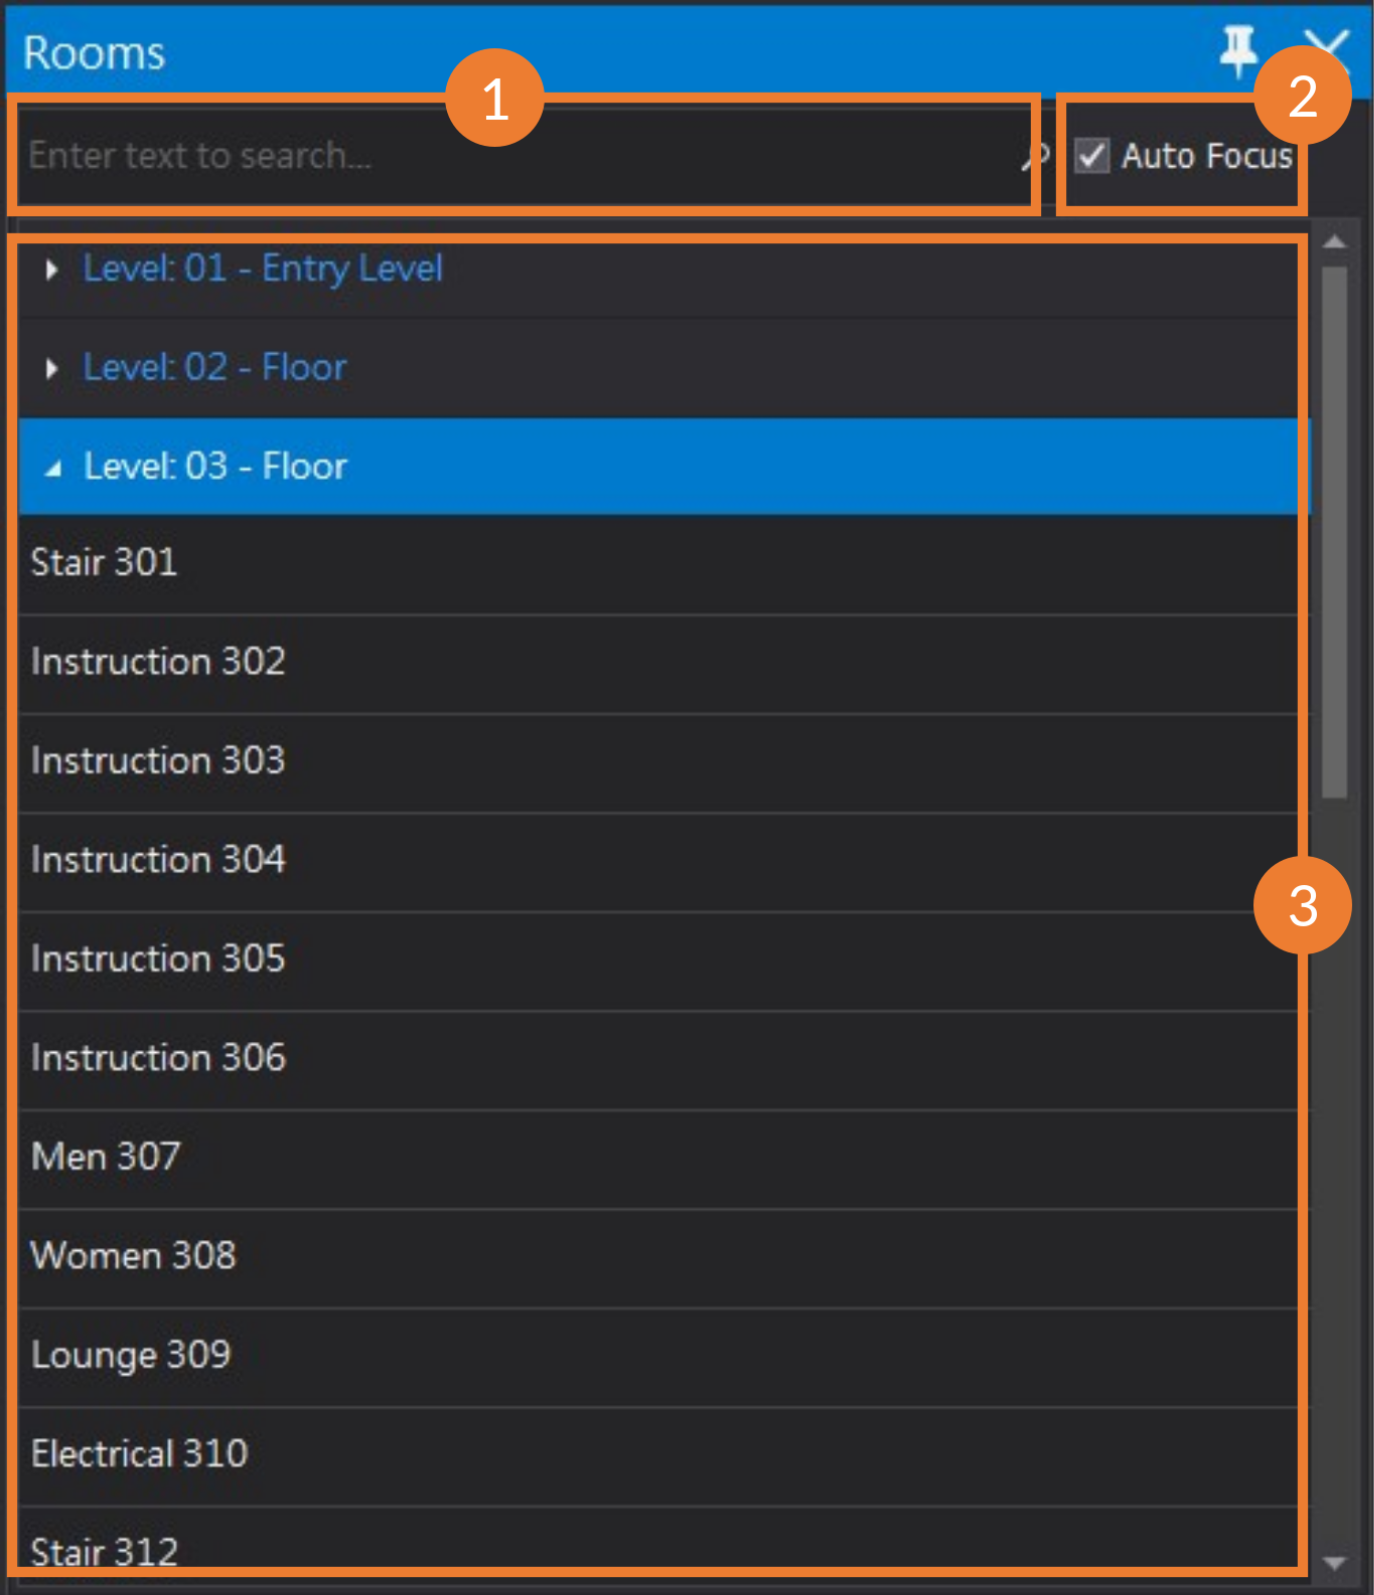 Rooms
1
2
Enter text to search...
Auto Focus
Level: 01 - Entry Level
Level: 02 - Floor
Level: 03 - Floor
Stair 301
Instruction 302
Instruction 303
Instruction 304
3
Instruction 305
Instruction 306
Men 307
Women 308
Lounge 309
Electrical 310
Stair 312